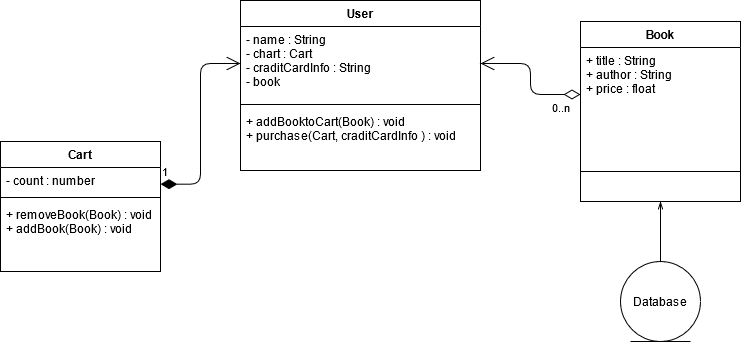 User
- name : String
- chart : Cart
- craditCardInfo : String
- book
+ addBooktoCart(Book) : void
+ purchase(Cart, craditCardInfo ) : void
Book
+ title : String
+ author : String
+ price : float
0..n
Cart
1
- count : number
+ removeBook(Book) : void
+ addBook(Book) : void
Database